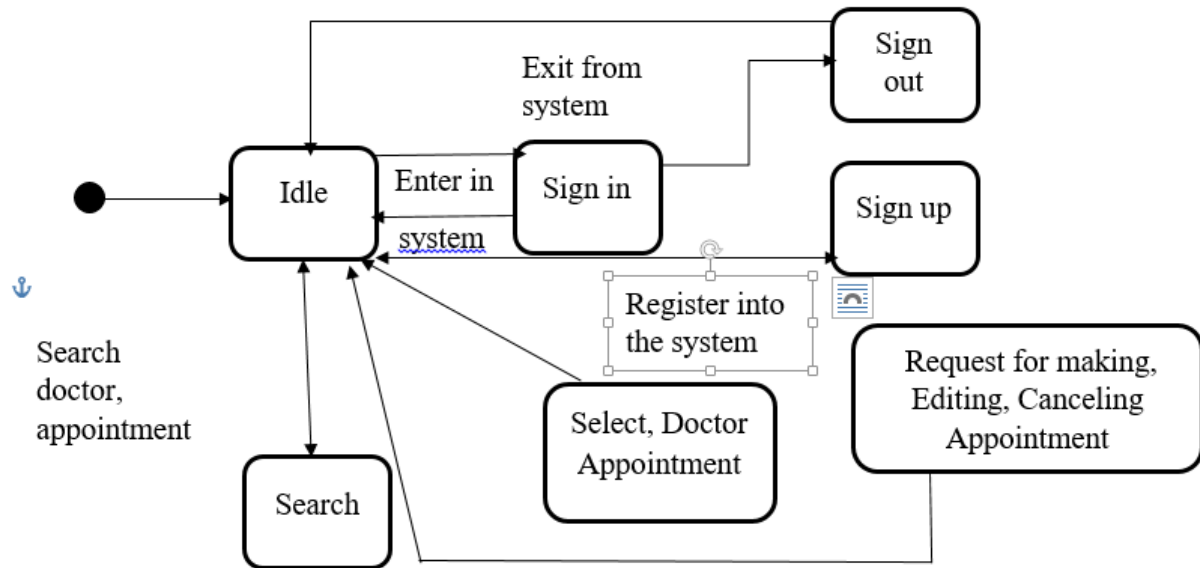 Sign
out
Exit from
system
Idle
Enter in
system
Sign in
Sign up
Register into
the system
Search
doctor,
appointment
Request for making,
Editing, Canceling
Appointment
Select, Doctor
Appointment
Search